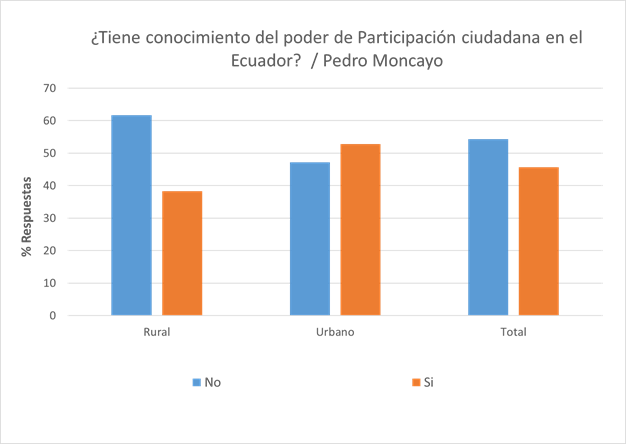 ¿Tiene conocimiento del poder de Participación ciudadana en el
Ecuador?  / Pedro Moncayo
% Respuestas
70
60
50
40
30
20
10
0
Rural
Urbano
Total
No
Si